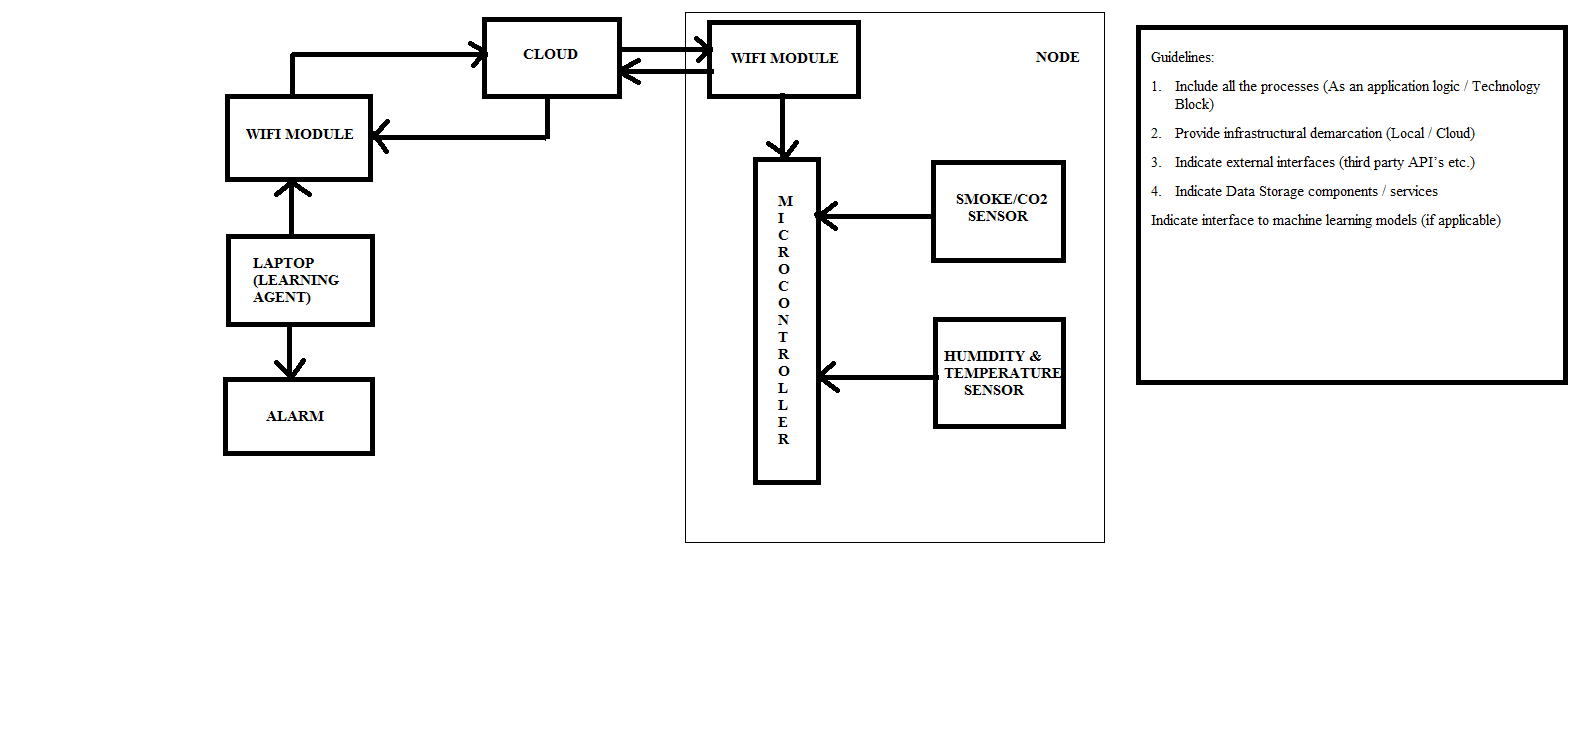 CLOUD
WIFI MODULE
NODE
WIFI MODULE
LAPTOP
(LEARNING
AGENT)
ALARM
M
I
C
R
O
C
O
N
T
R
O
L
L
E
R
SMOKE/CO2
SENSOR
HUMIDITY &
TEMPERATURE
SENSOR
Guidelines:
1. Include all the processes (As an application logic / Technology
Block)
2. Provide infrastructural demarcation (Local / Cloud)
3. Indicate external interfaces (third party API’s etc.)
4. Indicate Data Storage components / services
Indicate interface to machine learning models (if applicable)